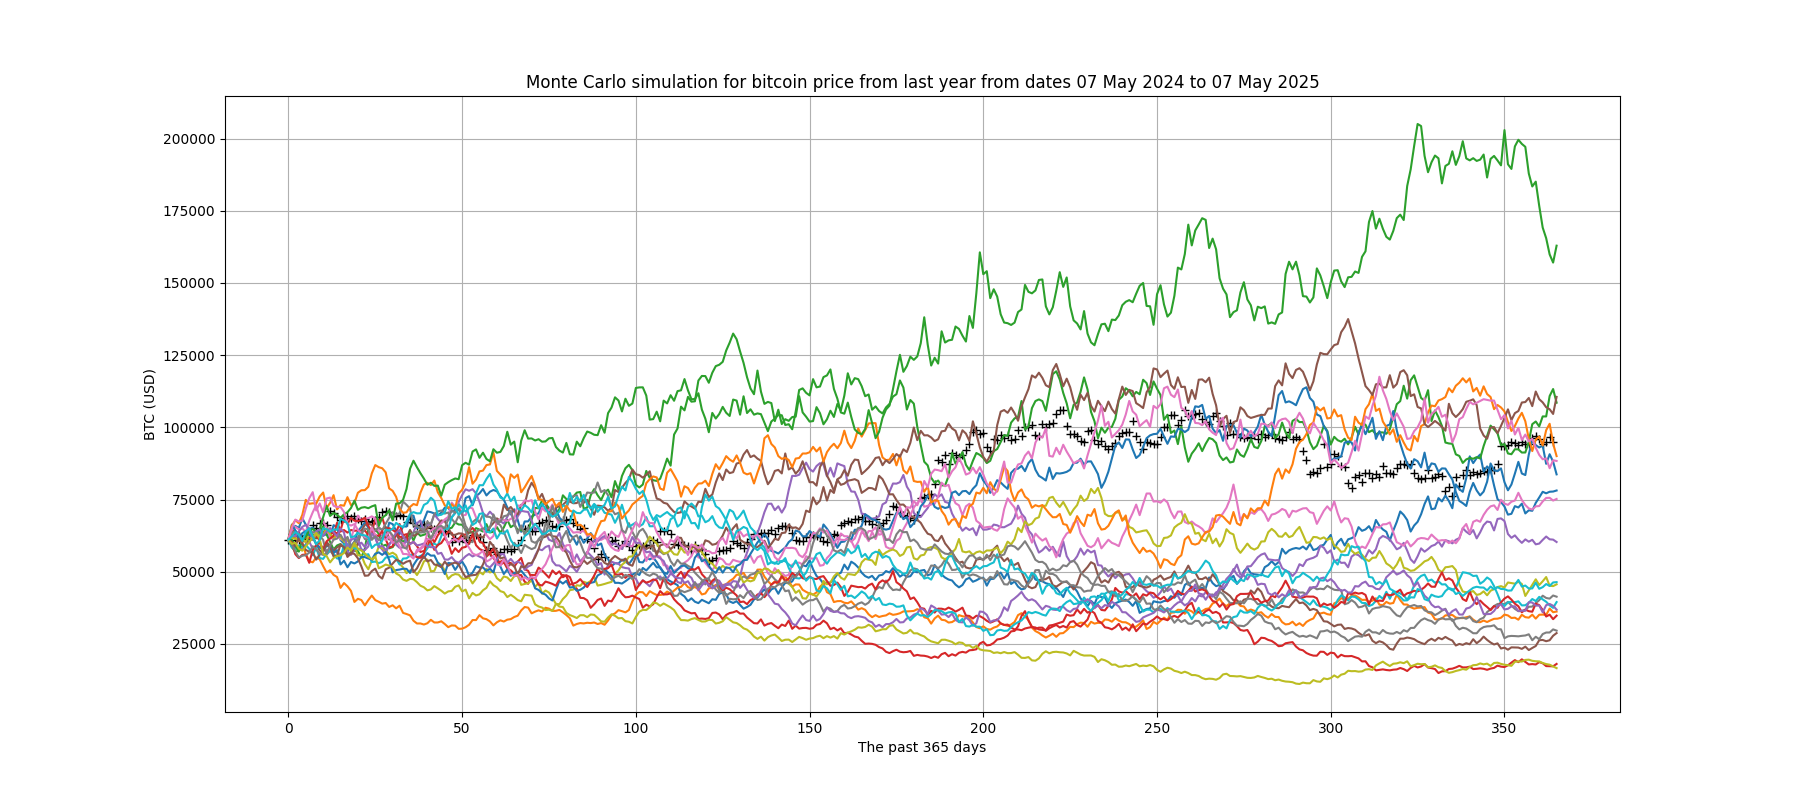 Monte Carlo simulation for bitcoin price from last year from dates 07 May 2024 to 07 May 2025
200000
175000
150000
125000
100000
75000
50000
25000
BTC (USD)
0 50 100 150 200 250 300 350
The past 365 days